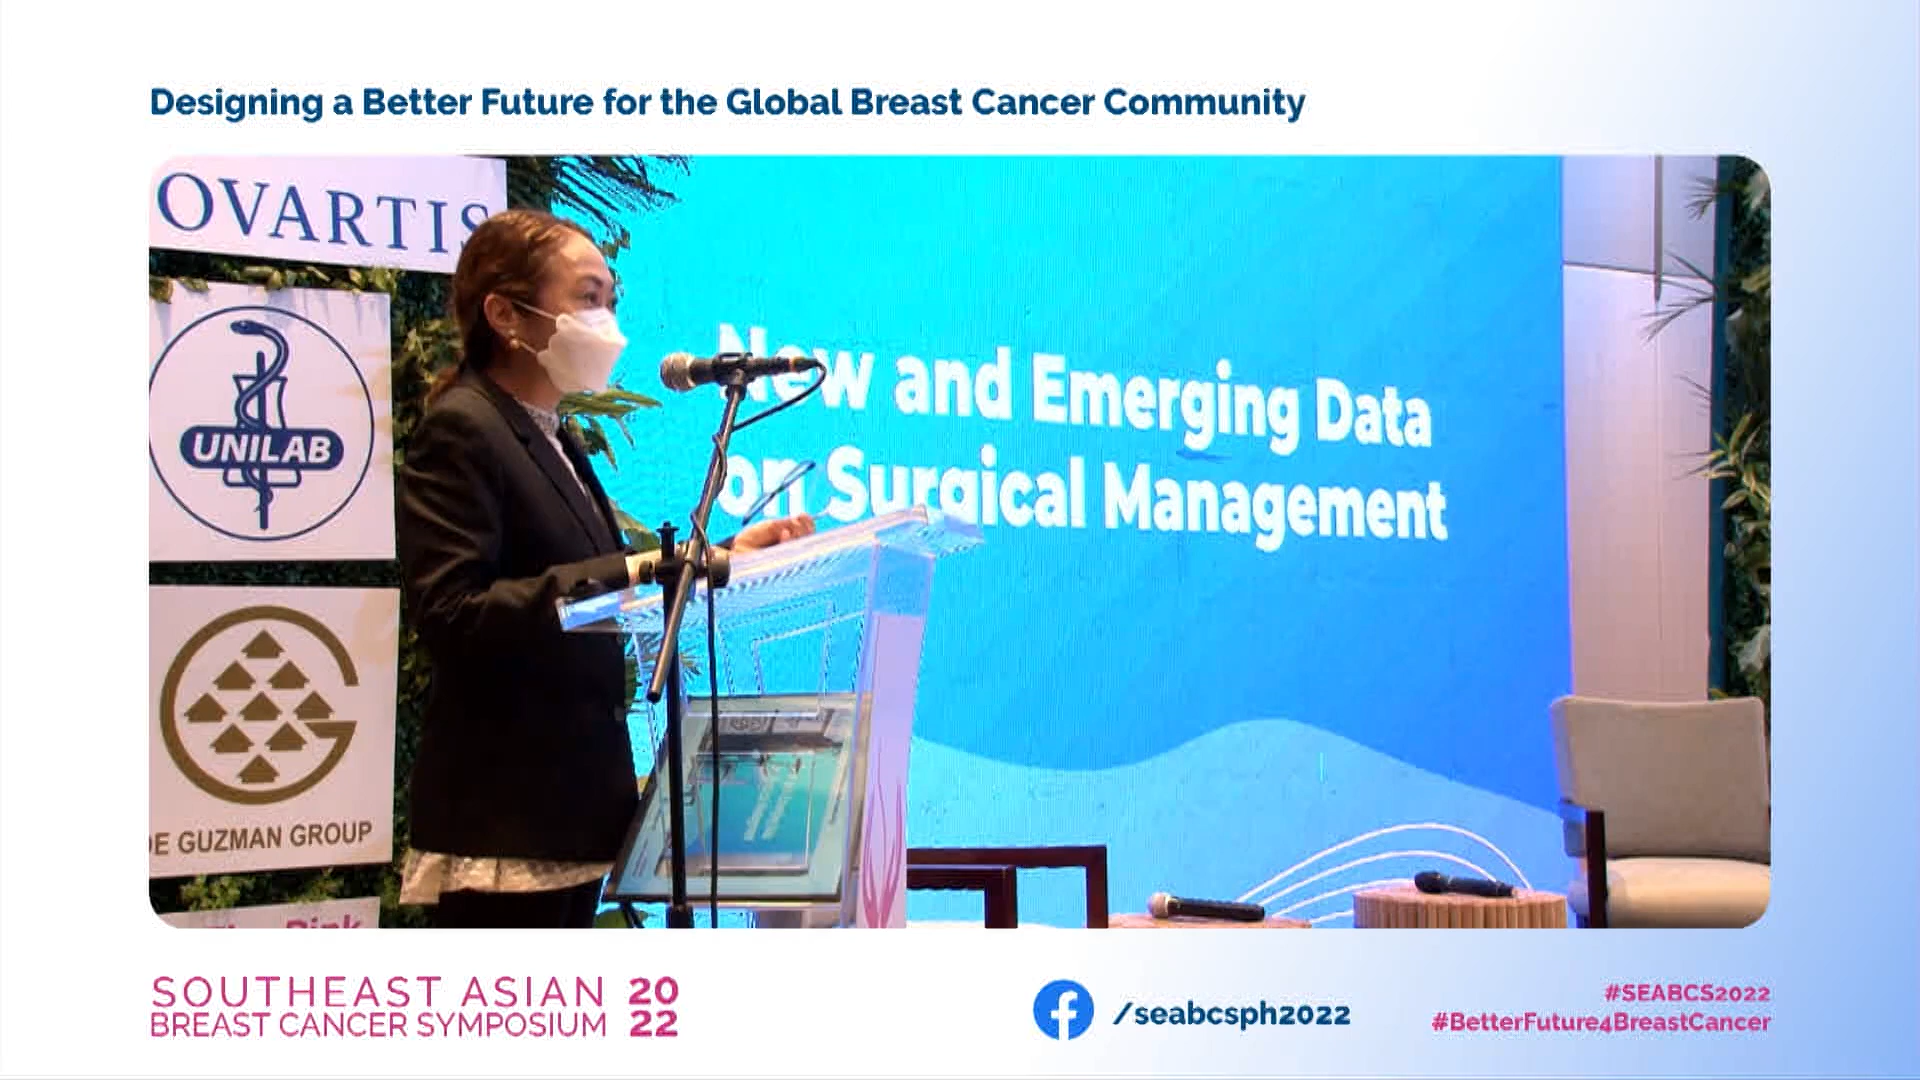 Designing a Better Future for the Global Breast Cancer Community
OVARTIS
UNILAB
DE GUZMAN GROUP
New and Emerging Data
on Surgical Management
SOUTHEAST ASIAN 20
BREAST CANCER SYMPOSIUM 22
/seabcsph2022
#SEABCS2022
#BetterFuture4BreastCancer